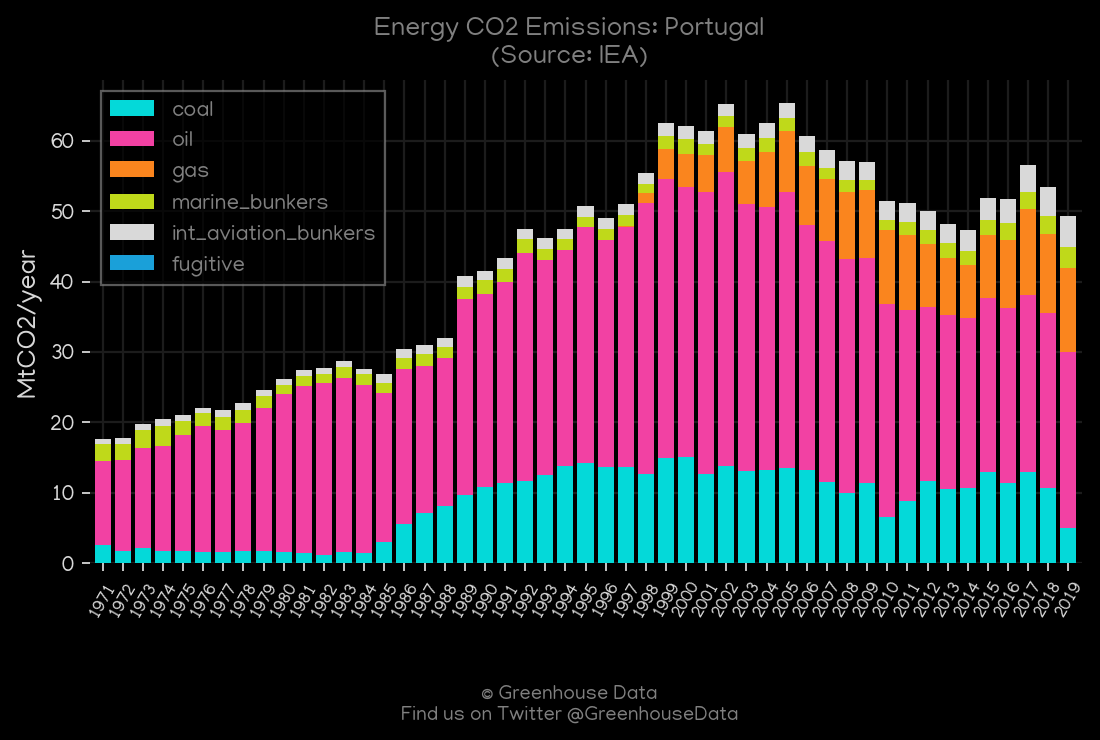 Energy CO2 Emissions: Portugal
(Source: IEA)
coal
oil
gas
marine_bunkers
int_aviation_bunkers
fugitive
MtCO2/year
60
50
40
30
20
10
0
1971 1972 1973 1974 1975 1976 1977 1978 1979 1980 1981 1982 1983 1984 1985 1986 1987 1988 1989 1990 1991 1992 1993 1994 1995 1996 1997 1998 1999 2000 2001 2002 2003 2004 2005 2006 2007 2008 2009 2010 2011 2012 2013 2014 2015 2016 2017 2018 2019
© Greenhouse Data
Find us on Twitter @GreenhouseData